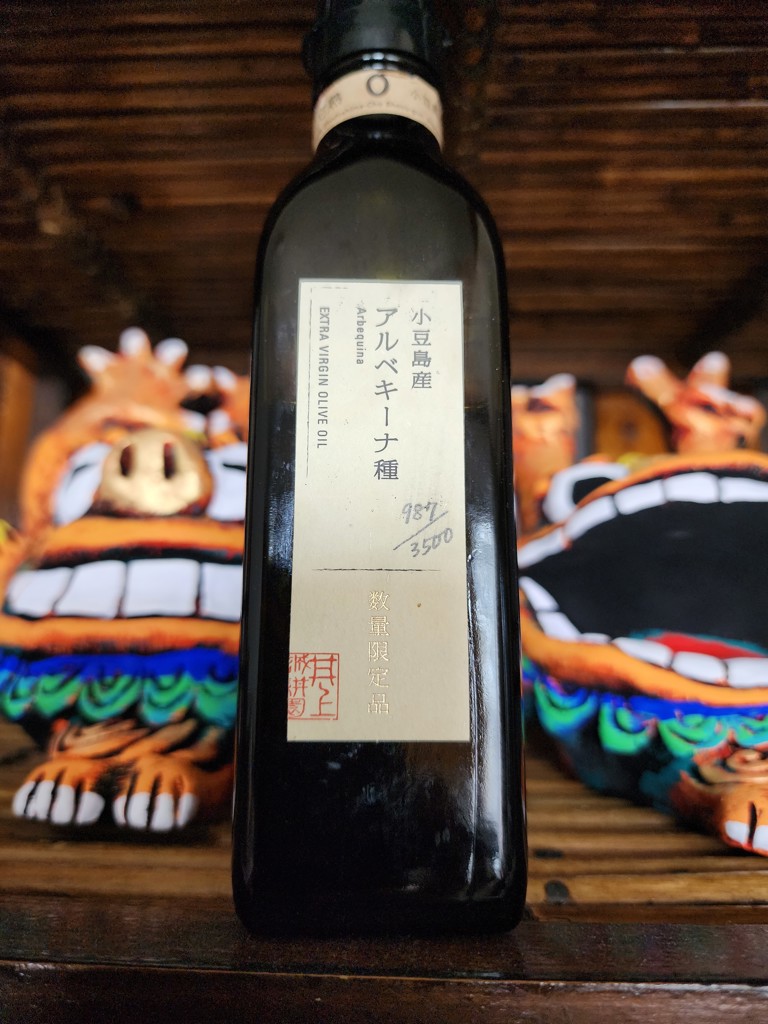 小豆島産
アルベキーナ種
Arbequina
EXTRA VIRGIN OLIVE OIL
987/3500
数量限定品
井上
誠耕園